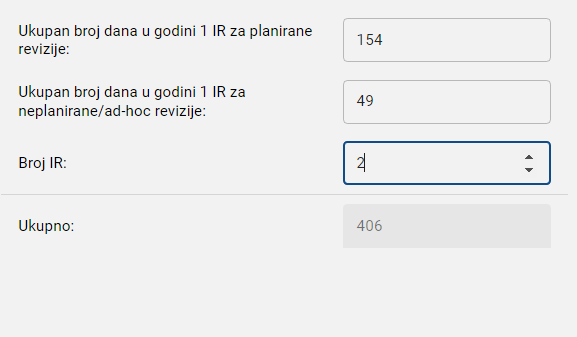 Ukupan broj dana u godini 1 IR za planirane
revizije:
154
Ukupan broj dana u godini 1 IR za
neplanirane/ad-hoc revizije:
49
Broj IR:
2
Ukupno:
406